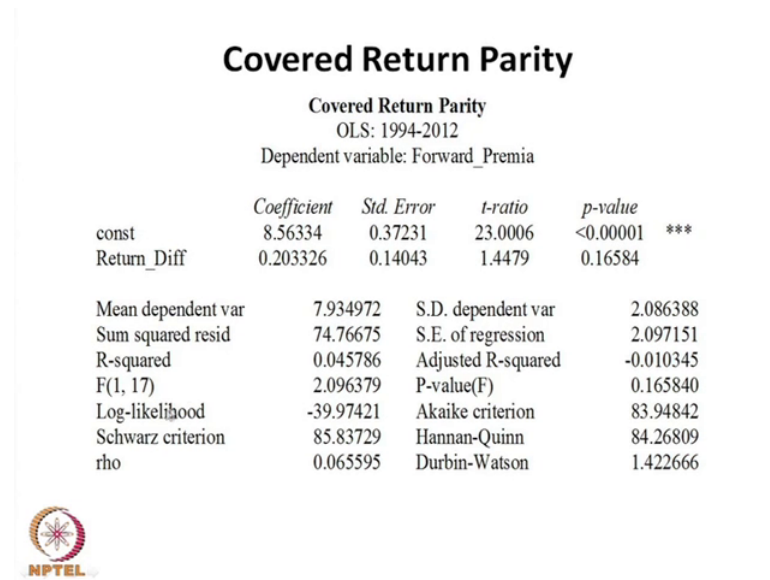 Covered Return Parity
Covered Return Parity
OLS: 1994-2012
Dependent variable: Forward_Premia
Coefficient Std. Error t-ratio p-value
const 8.56334 0.37231 23.0006 <0.00001 ***
Return_Diff 0.203326 0.14043 1.4479 0.16584
Mean dependent var 7.934972 S.D. dependent var 2.086388
Sum squared resid 74.76675 S.E. of regression 2.097151
R-squared 0.045786 Adjusted R-squared -0.010345
F(1, 17) 2.096379 P-value(F) 0.165840
Log-likelihood -39.97421 Akaike criterion 83.94842
Schwarz criterion 85.83729 Hannan-Quinn 84.26809
rho 0.065595 Durbin-Watson 1.422666
NPTEL